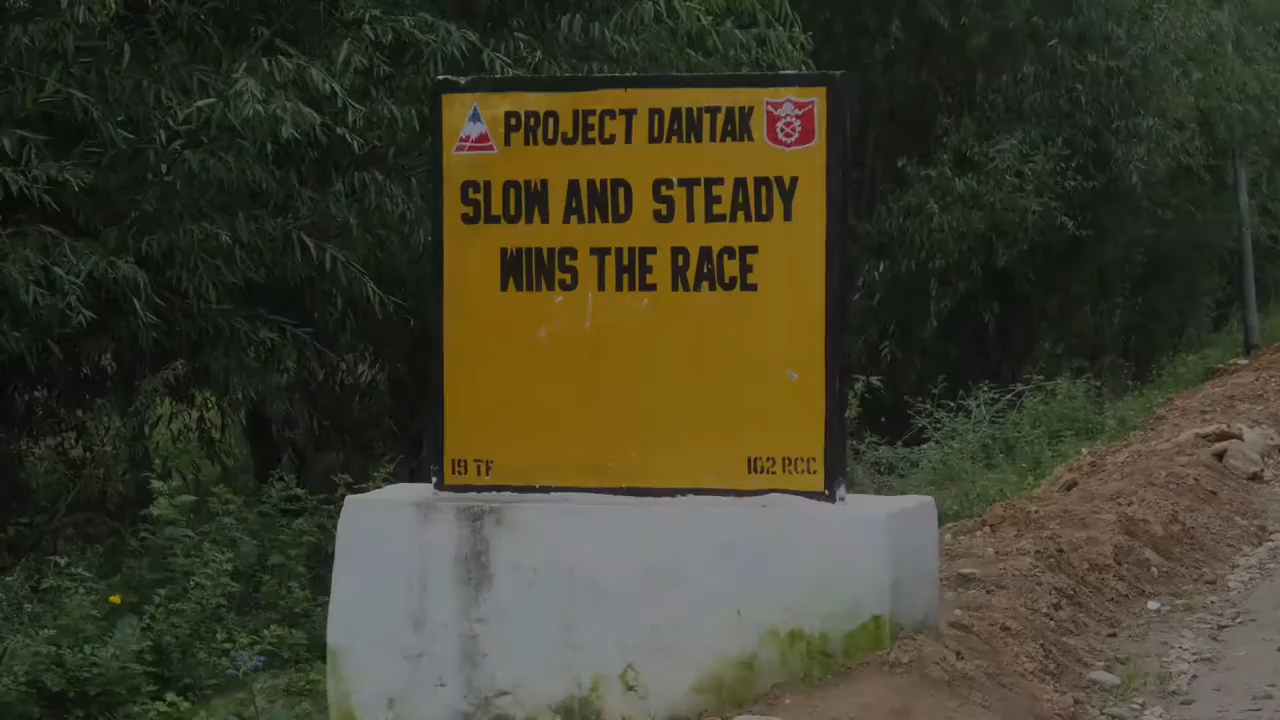 PROJECT DANTAK
SLOW AND STEADY
WINS THE RACE
19 TF
102 RCC